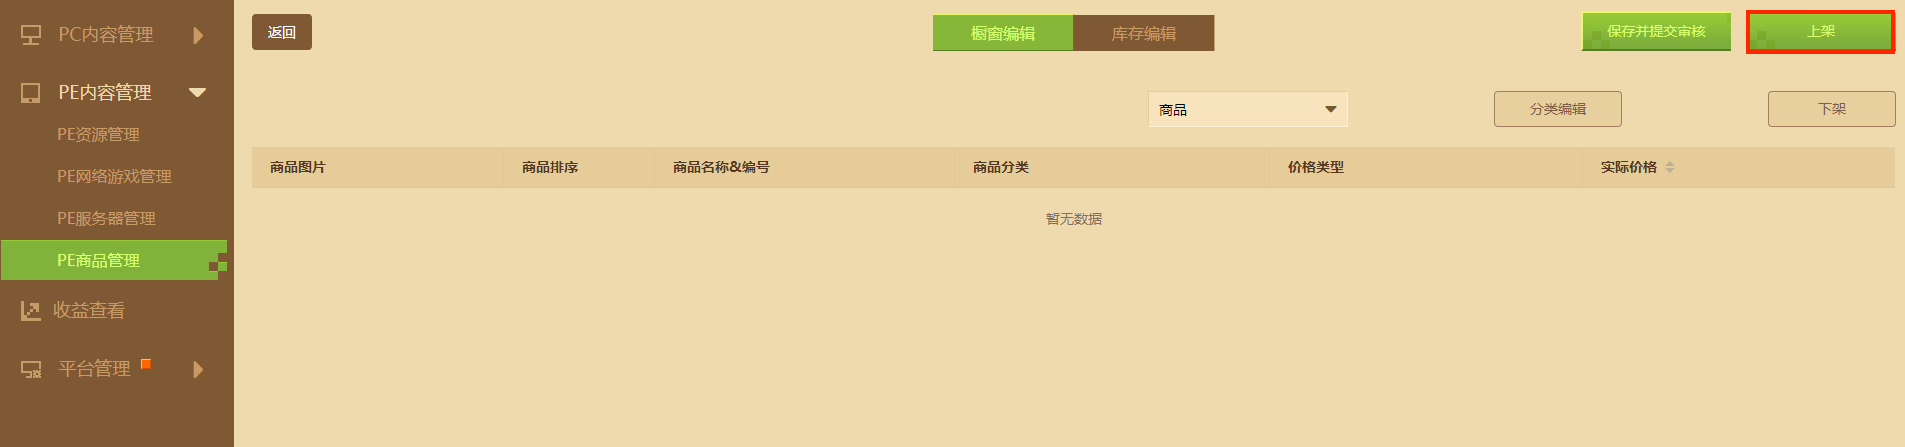 PC内容管理
PE内容管理
PE资源管理
PE网络游戏管理
PE服务器管理
PE商品管理
收益查看
平台管理
返回
橱窗编辑
库存编辑
保存并提交审核
上架
商品
分类编辑
下架
商品图片
商品排序
商品名称&编号
商品分类
价格类型
实际价格
暂无数据